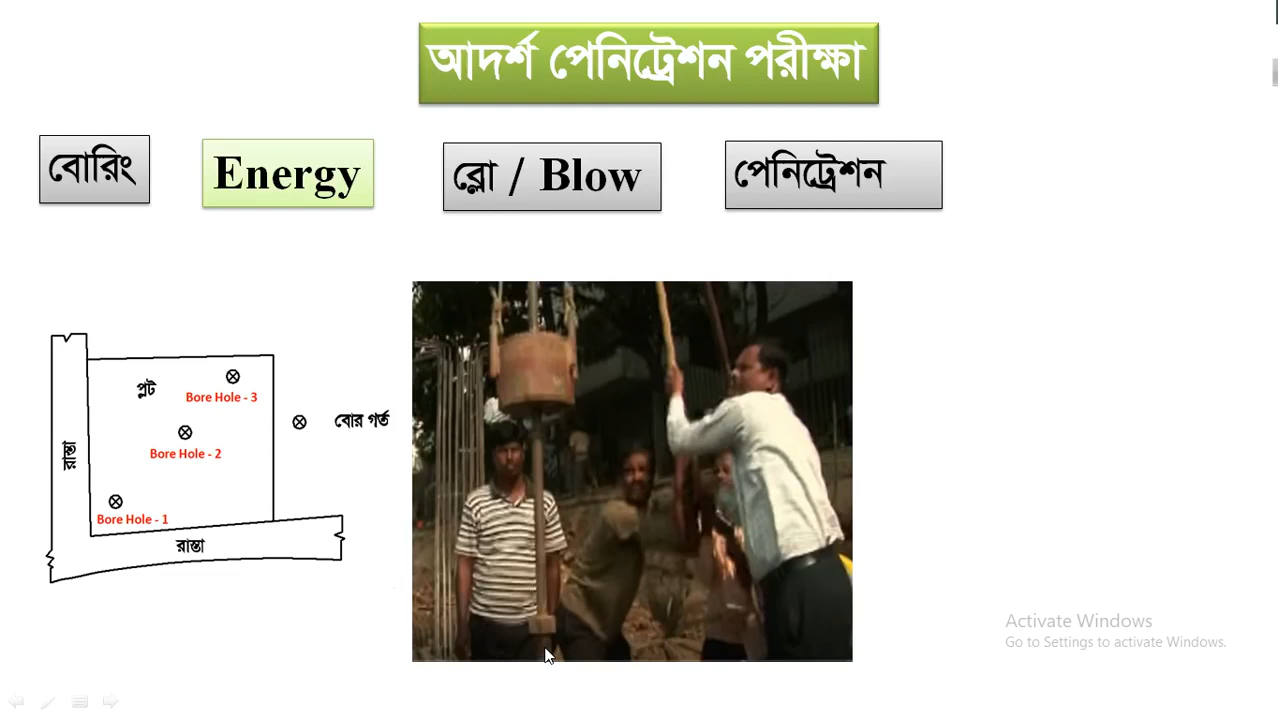 আদর্শ পেনিট্রেশন পরীক্ষা
বোরিং
Energy
ব্লো / Blow
পেনিট্রেশন
প্লট
Bore Hole - 3
বোর গর্ত
রাস্তা
Bore Hole - 2
Bore Hole - 1
রাস্তা
Activate Windows
Go to Settings to activate Windows.